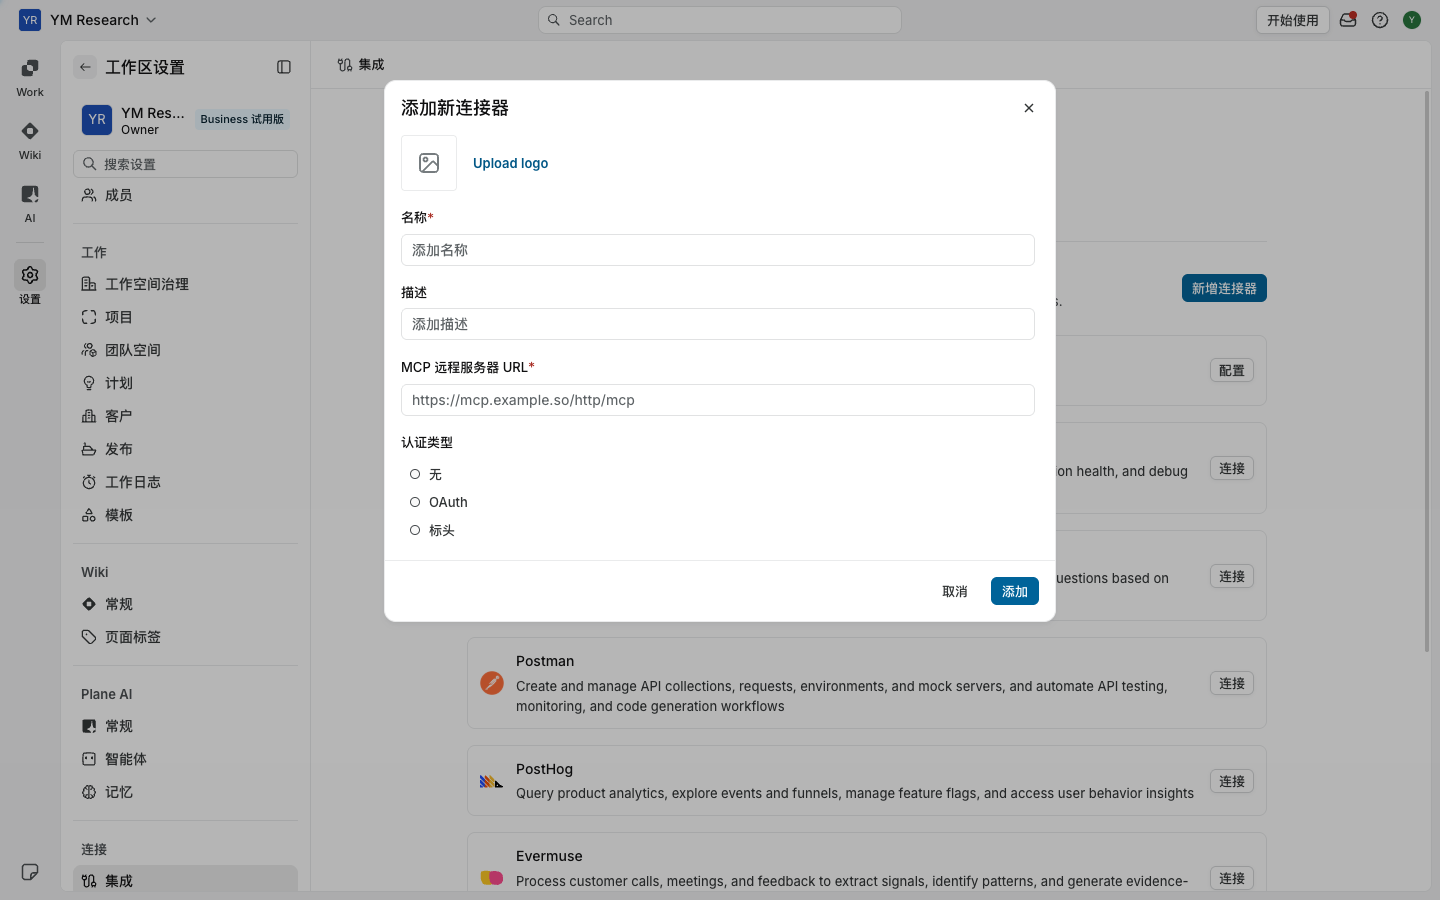 YR
YM Research
Search
开始使用
Y
Work
Wiki
AI
设置
工作区设置
YR
YM Res...
Owner
Business 试用版
搜索设置
成员
工作
工作空间治理
项目
团队空间
计划
客户
发布
工作日志
模板
Wiki
常规
页面标签
Plane AI
常规
智能体
记忆
连接
集成
集成
添加新连接器
Upload logo
名称*
添加名称
描述
添加描述
MCP 远程服务器 URL*
https://mcp.example.so/http/mcp
认证类型
无
OAuth
标头
取消
添加
s.
新增连接器
配置
on health, and debug
连接
uestions based on
连接
Postman
Create and manage API collections, requests, environments, and mock servers, and automate API testing,
monitoring, and code generation workflows
连接
PostHog
Query product analytics, explore events and funnels, manage feature flags, and access user behavior insights
连接
Evermuse
Process customer calls, meetings, and feedback to extract signals, identify patterns, and generate evidence-
连接